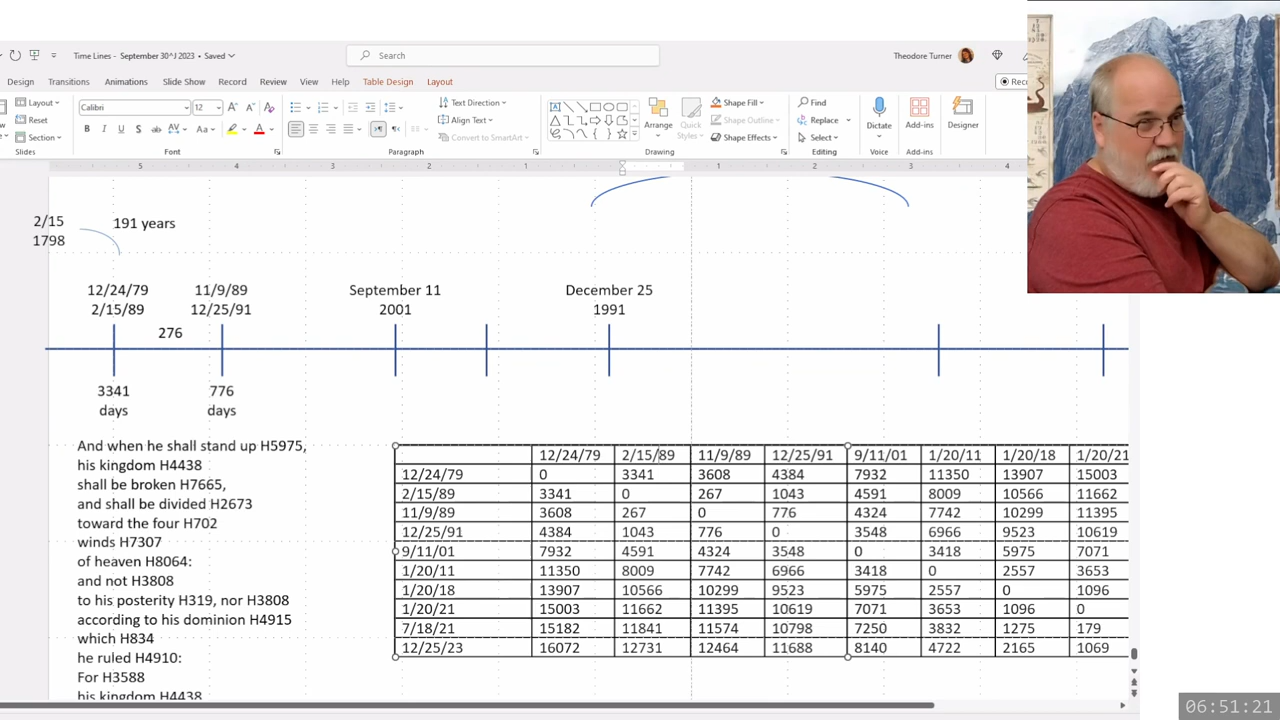 Time Lines - September 30^J 2023 • Saved
Search
Theodore Turner
Design Transitions Animations Slide Show Record Review View Help Table Design Layout
Layout
Reset
Section
Slides
Calibri 12
B I U S ab AV Aa A
Font
Text Direction
Align Text
Convert to SmartArt
Paragraph
Arrange
Quick Styles
Shape Fill
Shape Outline
Shape Effects
Drawing
Find
Replace
Select
Editing
Dictate
Voice
Add-ins
Add-ins
Designer
5 4 3 2 1 0 1 2 3 4
2/15
1798
191 years
12/24/79
2/15/89
11/9/89
12/25/91
September 11
2001
December 25
1991
276
3341
days
776
days
And when he shall stand up H5975,
his kingdom H4438
shall be broken H7665,
and shall be divided H2673
toward the four H702
winds H7307
of heaven H8064:
and not H3808
to his posterity H319, nor H3808
according to his dominion H4915
which H834
he ruled H4910:
For H3588
his kingdom H4438
12/24/79 2/15/89 11/9/89 12/25/91 9/11/01 1/20/11 1/20/18 1/20/21
12/24/79 0 3341 3608 4384 7932 11350 13907 15003
2/15/89 3341 0 267 1043 4591 8009 10566 11662
11/9/89 3608 267 0 776 4324 7742 10299 11395
12/25/91 4384 1043 776 0 3548 6966 9523 10619
9/11/01 7932 4591 4324 3548 0 3418 5975 7071
1/20/11 11350 8009 7742 6966 3418 0 2557 3653
1/20/18 13907 10566 10299 9523 5975 2557 0 1096
1/20/21 15003 11662 11395 10619 7071 3653 1096 0
7/18/21 15182 11841 11574 10798 7250 3832 1275 179
12/25/23 16072 12731 12464 11688 8140 4722 2165 1069
06:51:21